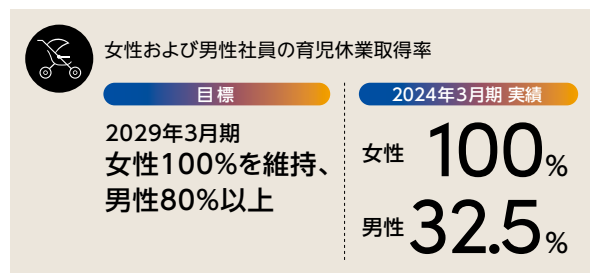 女性および男性社員の育児休業取得率
目標
2029年3月期
女性100%を維持、
男性80%以上
2024年3月期 実績
女性 100%
男性 32.5%